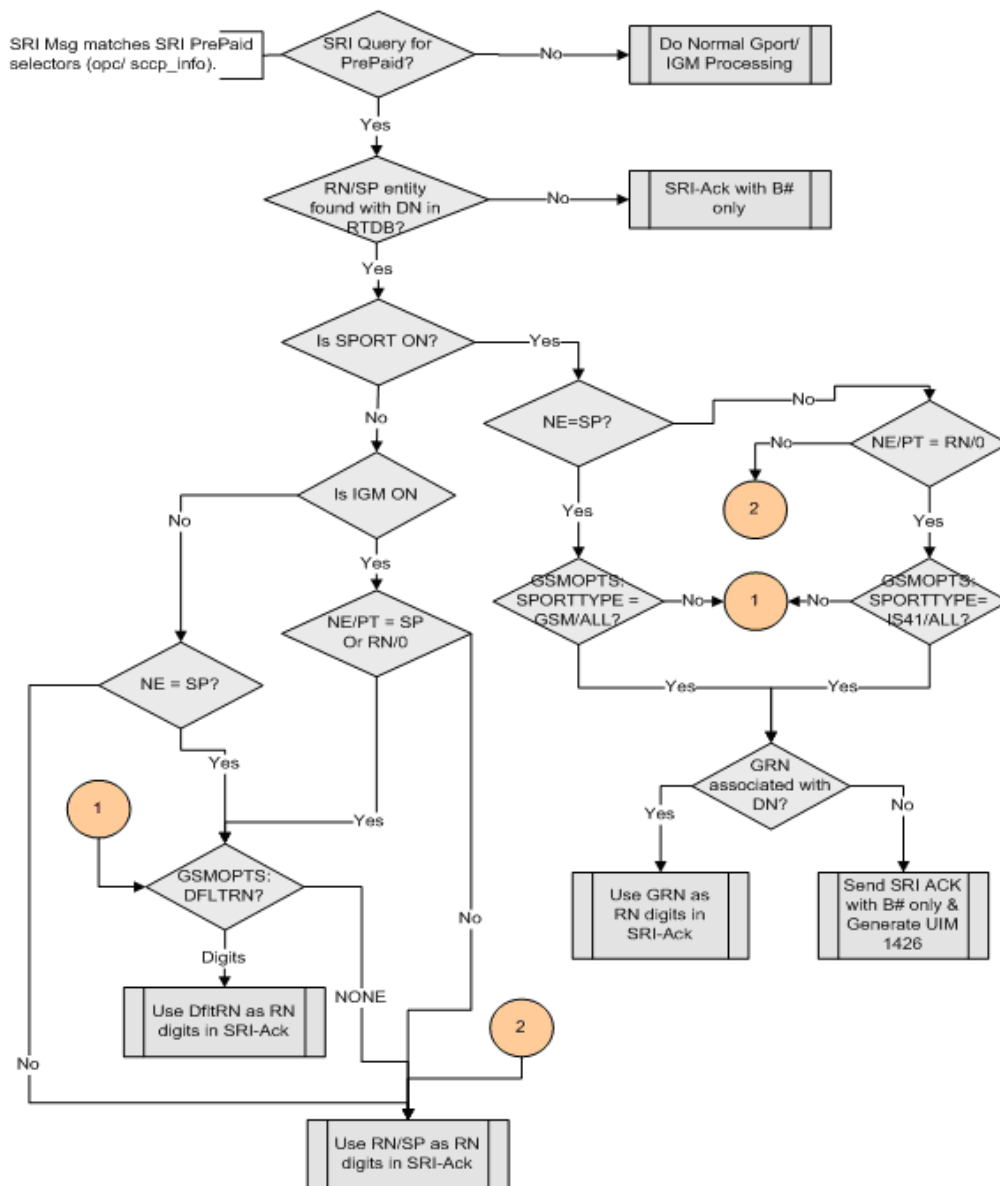 SRI Msg matches SRI PrePaid
selectors (opc/ sccp_info).
SRI Query for
PrePaid?
No
Do Normal Gport/
IGM Processing
Yes
RN/SP entity
found with DN in
RTDB?
No
SRI-Ack with B#
only
Yes
Is SPORT ON?
Yes
No
NE=SP?
No
NE/PT = RN/0
No
2
Is IGM ON
No
Yes
Yes
Yes
GSMOPTS:
SPORTTYPE =
GSM/ALL?
No
1
No
GSMOPTS:
SPORTTYPE=
IS41/ALL?
NE/PT = SP
Or RN/0
NE = SP?
Yes
Yes
Yes
GRN
associated with
DN?
1
Yes
Yes
No
GSMOPTS:
DFLTRN?
No
Use GRN as
RN digits in
SRI-Ack
Send SRI ACK
with B# only &
Generate UIM
1426
Digits
NONE
Use DfltRN as RN
digits in SRI-Ack
2
No
Use RN/SP as RN
digits in SRI-Ack